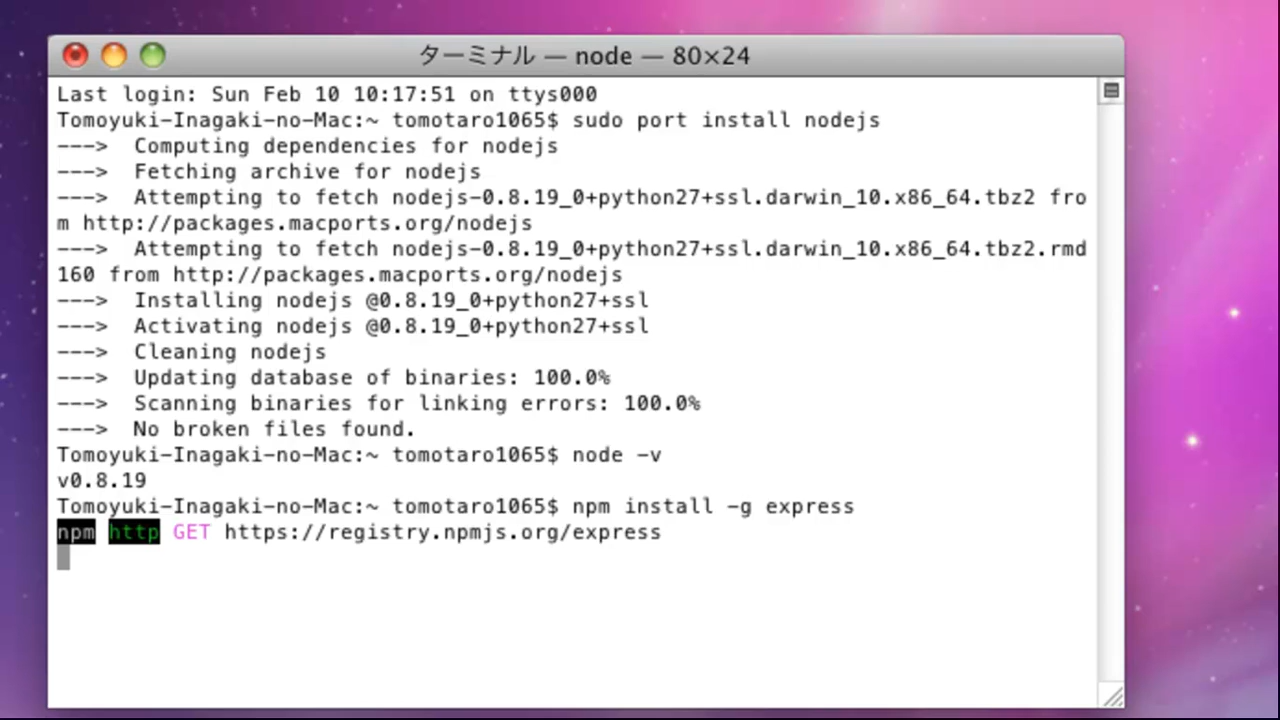 ターミナル — node — 80×24
Last login: Sun Feb 10 10:17:51 on ttys000
Tomoyuki-Inagaki-no-Mac:~ tomotaro1065$ sudo port install nodejs
---> Computing dependencies for nodejs
---> Fetching archive for nodejs
---> Attempting to fetch nodejs-0.8.19_0+python27+ssl.darwin_10.x86_64.tbz2 fro
m http://packages.macports.org/nodejs
---> Attempting to fetch nodejs-0.8.19_0+python27+ssl.darwin_10.x86_64.tbz2.rmd
160 from http://packages.macports.org/nodejs
---> Installing nodejs @0.8.19_0+python27+ssl
---> Activating nodejs @0.8.19_0+python27+ssl
---> Cleaning nodejs
---> Updating database of binaries: 100.0%
---> Scanning binaries for linking errors: 100.0%
---> No broken files found.
Tomoyuki-Inagaki-no-Mac:~ tomotaro1065$ node -v
v0.8.19
Tomoyuki-Inagaki-no-Mac:~ tomotaro1065$ npm install -g express
npm http GET https://registry.npmjs.org/express